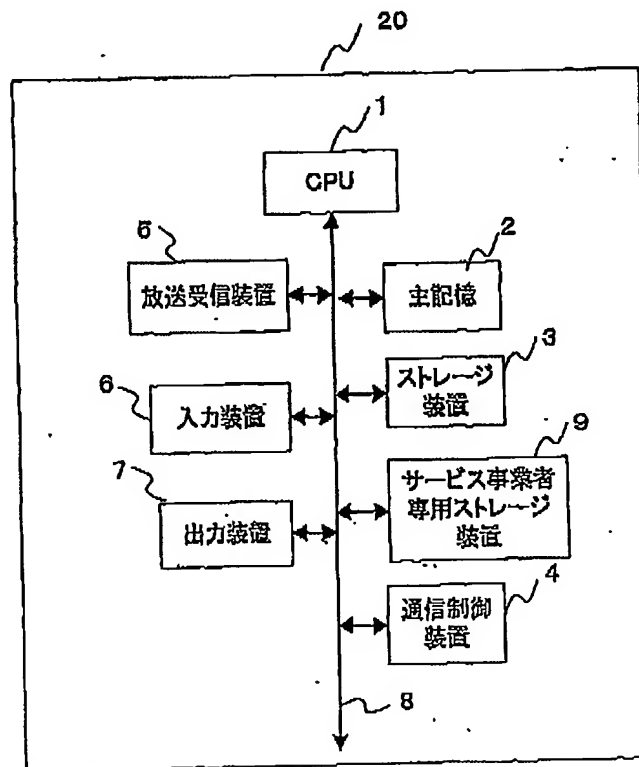 20
1
CPU
5
放送受信装置
2
主記憶
3
ストレージ
装置
6
入力装置
9
サービス事業者
専用ストレージ
装置
7
出力装置
4
通信制御
装置
8